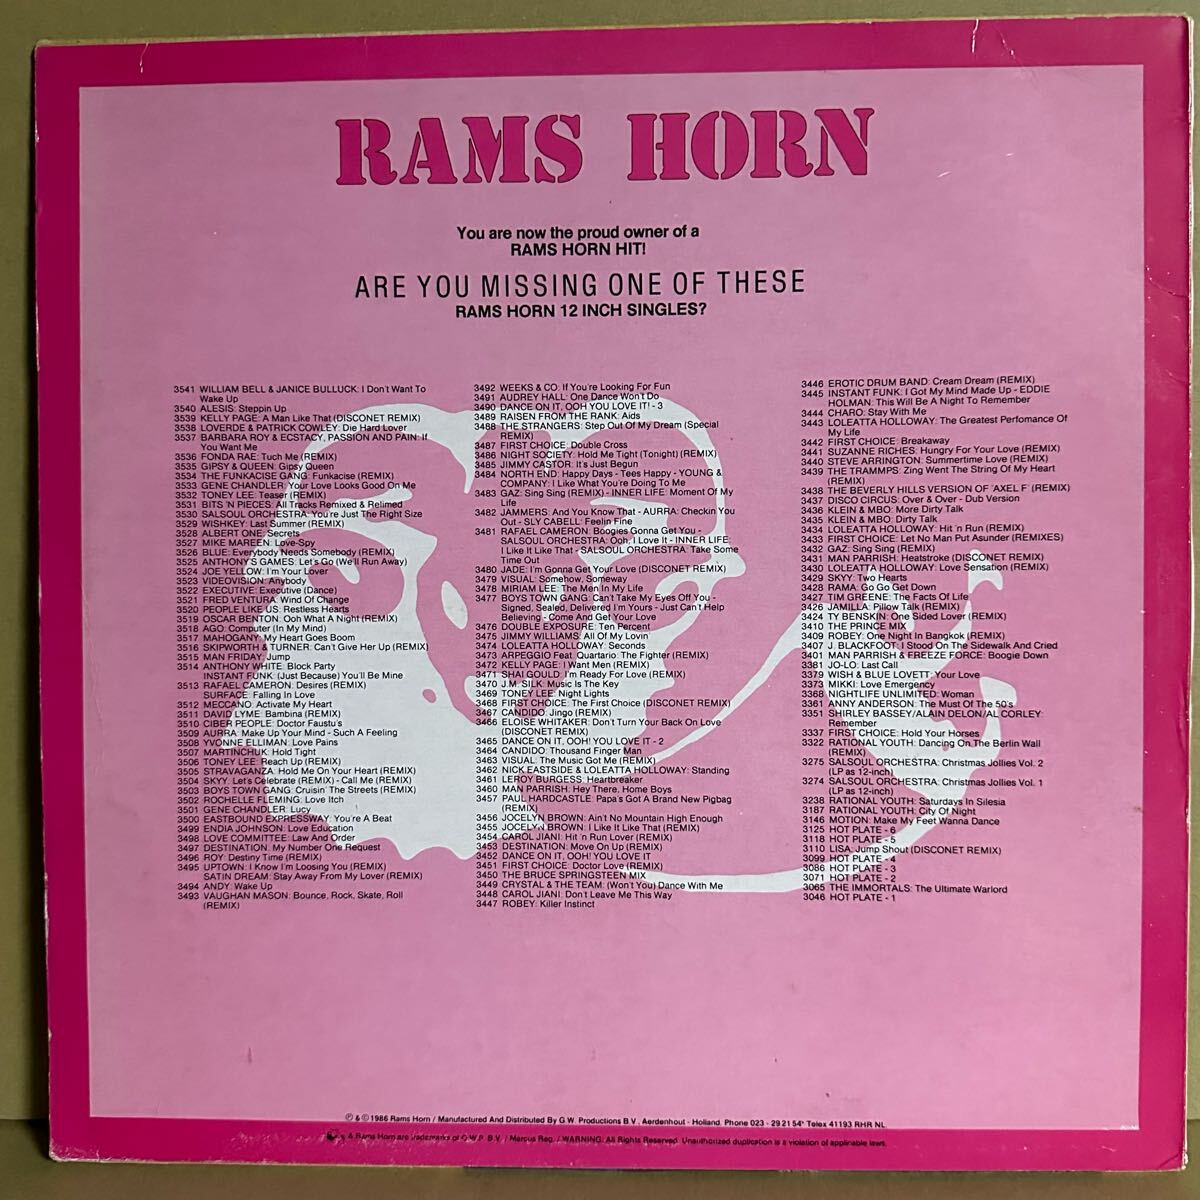 RAMS HORN
You are now the proud owner of a
RAMS HORN HIT!
ARE YOU MISSING ONE OF THESE
RAMS HORN 12 INCH SINGLES?
3541 WILLIAM BELL & JANICE BULLUCK: I Don't Want To
Wake Up
3540 ALESIS: Steppin Up
3539 KELLY PAGE: A Man Like That (DISCONET REMIX)
3538 LOVERDE & PATRICK COWLEY: Die Hard Lover
3537 BARBARA ROY & ECSTACY, PASSION AND PAIN: If
You Want Me
3536 FONDA RAE: Tuch Me (REMIX)
3535 GIPSY & QUEEN: Gipsy Queen
3534 THE FUNKACISE GANG: Funkacise (REMIX)
3533 GENE CHANDLER: Your Love Looks Good On Me
3532 TONEY LEE: Teaser (REMIX)
3531 BITS 'N PIECES: All Tracks Remixed & Relimed
3530 SALSOUL ORCHESTRA: You're Just The Right Size
3529 WISHKEY: Last Summer (REMIX)
3528 ALBERT ONE: Secrets
3527 MIKE MAREEN: Love-Spy
3526 BLUE: Everybody Needs Somebody (REMIX)
3525 ANTHONY'S GAMES: Let's Go (We'll Run Away)
3524 JOE YELLOW: I'm Your Lover
3523 VIDEOVISION: Anybody
3522 EXECUTIVE: Executive (Dance)
3521 FRED VENTURA: Wind Of Change
3520 PEOPLE LIKE US: Restless Hearts
3519 OSCAR BENTON: Ooh What A Night (REMIX)
3518 AGO: Computer (In My Mind)
3517 MAHOGANY: My Heart Goes Boom
3516 SKIPWORTH & TURNER: Can't Give Her Up (REMIX)
3515 MAN FRIDAY: Jump
3514 ANTHONY WHITE: Block Party
INSTANT FUNK: (Just Because) You'll Be Mine
3513 RAFAEL CAMERON: Desires (REMIX)
SURFACE: Falling In Love
3512 MECCANO: Activate My Heart
3511 DAVID LYME: Bambina (REMIX)
3510 CIBER PEOPLE: Doctor Faustu's
3509 AURRA: Make Up Your Mind - Such A Feeling
3508 YVONNE ELLIMAN: Love Pains
3507 MARTINCHUK: Hold Tight
3506 TONEY LEE: Reach Up (REMIX)
3505 STRAVAGANZA: Hold Me On Your Heart (REMIX)
3504 SKYY: Let's Celebrate (REMIX) - Call Me (REMIX)
3503 BOYS TOWN GANG: Cruisin' The Streets (REMIX)
3502 ROCHELLE FLEMING: Love Itch
3501 GENE CHANDLER: Lucy
3500 EASTBOUND EXPRESSWAY: You're A Beat
3499 ENDIA JOHNSON: Love Education
3498 LOVE COMMITTEE: Law And Order
3497 DESTINATION: My Number One Request
3496 ROY: Destiny Time (REMIX)
3495 UPTOWN: I Know I'm Loosing You (REMIX)
SATIN DREAM: Stay Away From My Lover (REMIX)
3494 ANDY: Wake Up
3493 VAUGHAN MASON: Bounce, Rock, Skate, Roll
(REMIX)
3492 WEEKS & CO: If You're Looking For Fun
3491 AUDREY HALL: One Dance Won't Do
3490 DANCE ON IT, OOH YOU LOVE IT! - 3
3489 RAISEN FROM THE RANK: Aids
3488 THE STRANGERS: Step Out Of My Dream (Special
REMIX)
3487 FIRST CHOICE: Double Cross
3486 NIGHT SOCIETY: Hold Me Tight (Tonight) (REMIX)
3485 JIMMY CASTOR: It's Just Begun
3484 NORTH END: Happy Days - Tees Happy - YOUNG &
COMPANY: I Like What You're Doing To Me
3483 GAZ: Sing Sing (REMIX) - INNER LIFE: Moment Of My
Life
3482 JAMMERS: And You Know That - AURRA: Checkin You
Out - SLY CABELL: Feelin Fine
3481 RAFAEL CAMERON: Boogies Gonna Get You -
SALSOUL ORCHESTRA: Ooh, I Love It - INNER LIFE:
I Like It Like That - SALSOUL ORCHESTRA: Take Some
Time Out
3480 JADE: I'm Gonna Get Your Love (DISCONET REMIX)
3479 VISUAL: Somehow, Someway
3478 MIRIAM LEE: The Men In My Life
3477 BOYS TOWN GANG: Can't Take My Eyes Off You -
Signed, Sealed, Delivered I'm Yours - Just Can't Help
Believing - Come And Get Your Love
3476 DOUBLE EXPOSURE: Ten Percent
3475 JIMMY WILLIAMS: All Of My Lovin'
3474 LOLEATTA HOLLOWAY: Seconds
3473 ARPEGGIO Feat. Quartario: The Fighter (REMIX)
3472 KELLY PAGE: I Want Men (REMIX)
3471 SHAI GOULD: I'm Ready For Love (REMIX)
3470 J.M. SILK: Music Is The Key
3469 TONEY LEE: Night Lights
3468 FIRST CHOICE: The First Choice (DISCONET REMIX)
3467 CANDIDO: Jingo (REMIX)
3466 ELOISE WHITAKER: Don't Turn Your Back On Love
(DISCONET REMIX)
3465 DANCE ON IT, OOH! YOU LOVE IT - 2
3464 CANDIDO: Thousand Finger Man
3463 VISUAL: The Music Got Me (REMIX)
3462 NICK EASTSIDE & LOLEATTA HOLLOWAY: Standing
3461 LEROY BURGESS: Heartbreaker
3460 MAN PARRISH: Hey There, Home Boys
3457 PAUL HARDCASTLE: Papa's Got A Brand New Pigbag
(REMIX)
3456 JOCELYN BROWN: Ain't No Mountain High Enough
3455 JOCELYN BROWN: I Like It Like That (REMIX)
3454 CAROL JIANI: Hit 'n Run Lover (REMIX)
3453 DESTINATION: Move On Up (REMIX)
3452 DANCE ON IT, OOH! YOU LOVE IT
3451 FIRST CHOICE: Doctor Love (REMIX)
3450 THE BRUCE SPRINGSTEEN MIX
3449 CRYSTAL & THE TEAM: (Won't You) Dance With Me
3448 CAROL JIANI: Don't Leave Me This Way
3447 ROBEY: Killer Instinct
3446 EROTIC DRUM BAND: Cream Dream (REMIX)
3445 INSTANT FUNK: I Got My Mind Made Up - EDDIE
HOLMAN: This Will Be A Night To Remember
3444 CHARO: Stay With Me
3443 LOLEATTA HOLLOWAY: The Greatest Perfomance Of
My Life
3442 FIRST CHOICE: Breakaway
3441 SUZANNE RICHES: Hungry For Your Love (REMIX)
3440 STEVE ARRINGTON: Summertime Love (REMIX)
3439 THE TRAMMPS: Zing Went The String Of My Heart
(REMIX)
3438 THE BEVERLY HILLS VERSION OF 'AXEL F' (REMIX)
3437 DISCO CIRCUS: Over & Over - Dub Version
3436 KLEIN & MBO: More Dirty Talk
3435 KLEIN & MBO: Dirty Talk
3434 LOLEATTA HOLLOWAY: Hit 'n Run (REMIX)
3433 FIRST CHOICE: Let No Man Put Asunder (REMIXES)
3432 GAZ: Sing Sing (REMIX)
3431 MAN PARRISH: Heatstroke (DISCONET REMIX)
3430 LOLEATTA HOLLOWAY: Love Sensation (REMIX)
3429 SKYY: Two Hearts
3428 RAMA: Go Go Get Down
3427 TIM GREENE: The Facts Of Life
3426 JAMILLA: Pillow Talk (REMIX)
3424 TY BENSKIN: One Sided Love (REMIX)
3410 THE PRINCE MIX
3409 ROBEY: One Night In Bangkok (REMIX)
3407 J. BLACKFOOT: I Stood On The Sidewalk And Cried
3401 MAN PARRISH & FREEZE FORCE: Boogie Down
3381 JO-LO: Last Call
3379 WISH & BLUE LOVETT: Your Love
3373 MIKKI: Love Emergency
3368 NIGHTLIFE UNLIMITED: Woman
3361 ANNY ANDERSON: The Must Of The 50's
3351 SHIRLEY BASSEY/ALAIN DELON/AL CORLEY:
Remember
3337 FIRST CHOICE: Hold Your Horses
3322 RATIONAL YOUTH: Dancing On The Berlin Wall
(REMIX)
3275 SALSOUL ORCHESTRA: Christmas Jollies Vol. 2
(LP as 12-inch)
3274 SALSOUL ORCHESTRA: Christmas Jollies Vol. 1
(LP as 12-inch)
3238 RATIONAL YOUTH: Saturdays In Silesia
3187 RATIONAL YOUTH: City Of Night
3146 MOTION: Make My Feet Wanna Dance
3125 HOT PLATE - 6
3118 HOT PLATE - 5
3110 LISA: Jump Shout (DISCONET REMIX)
3099 HOT PLATE - 4
3086 HOT PLATE - 3
3071 HOT PLATE - 2
3065 THE IMMORTALS: The Ultimate Warlord
3046 HOT PLATE - 1
℗ & © 1986 Rams Horn / Manufactured And Distributed By G.W. Productions B.V. Aerdenhout - Holland. Phone 023 - 29 21 54* Telex 41193 RHR NL
& Rams Horn are trademarks of G.W.P. B.V. / Marcus Reg. / WARNING: All Rights Reserved. Unauthorized duplication is a violation of applicable laws.